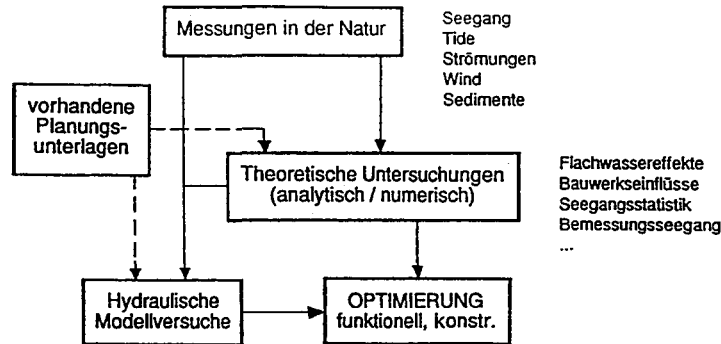 Messungen in der Natur
Seegang
Tide
Strömungen
Wind
Sedimente
vorhandene
Planungs-
unterlagen
Theoretische Untersuchungen
(analytisch / numerisch)
Flachwassereffekte
Bauwerkseinflüsse
Seegangsstatistik
Bemessungsseegang
...
Hydraulische
Modellversuche
OPTIMIERUNG
funktionell, konstr.